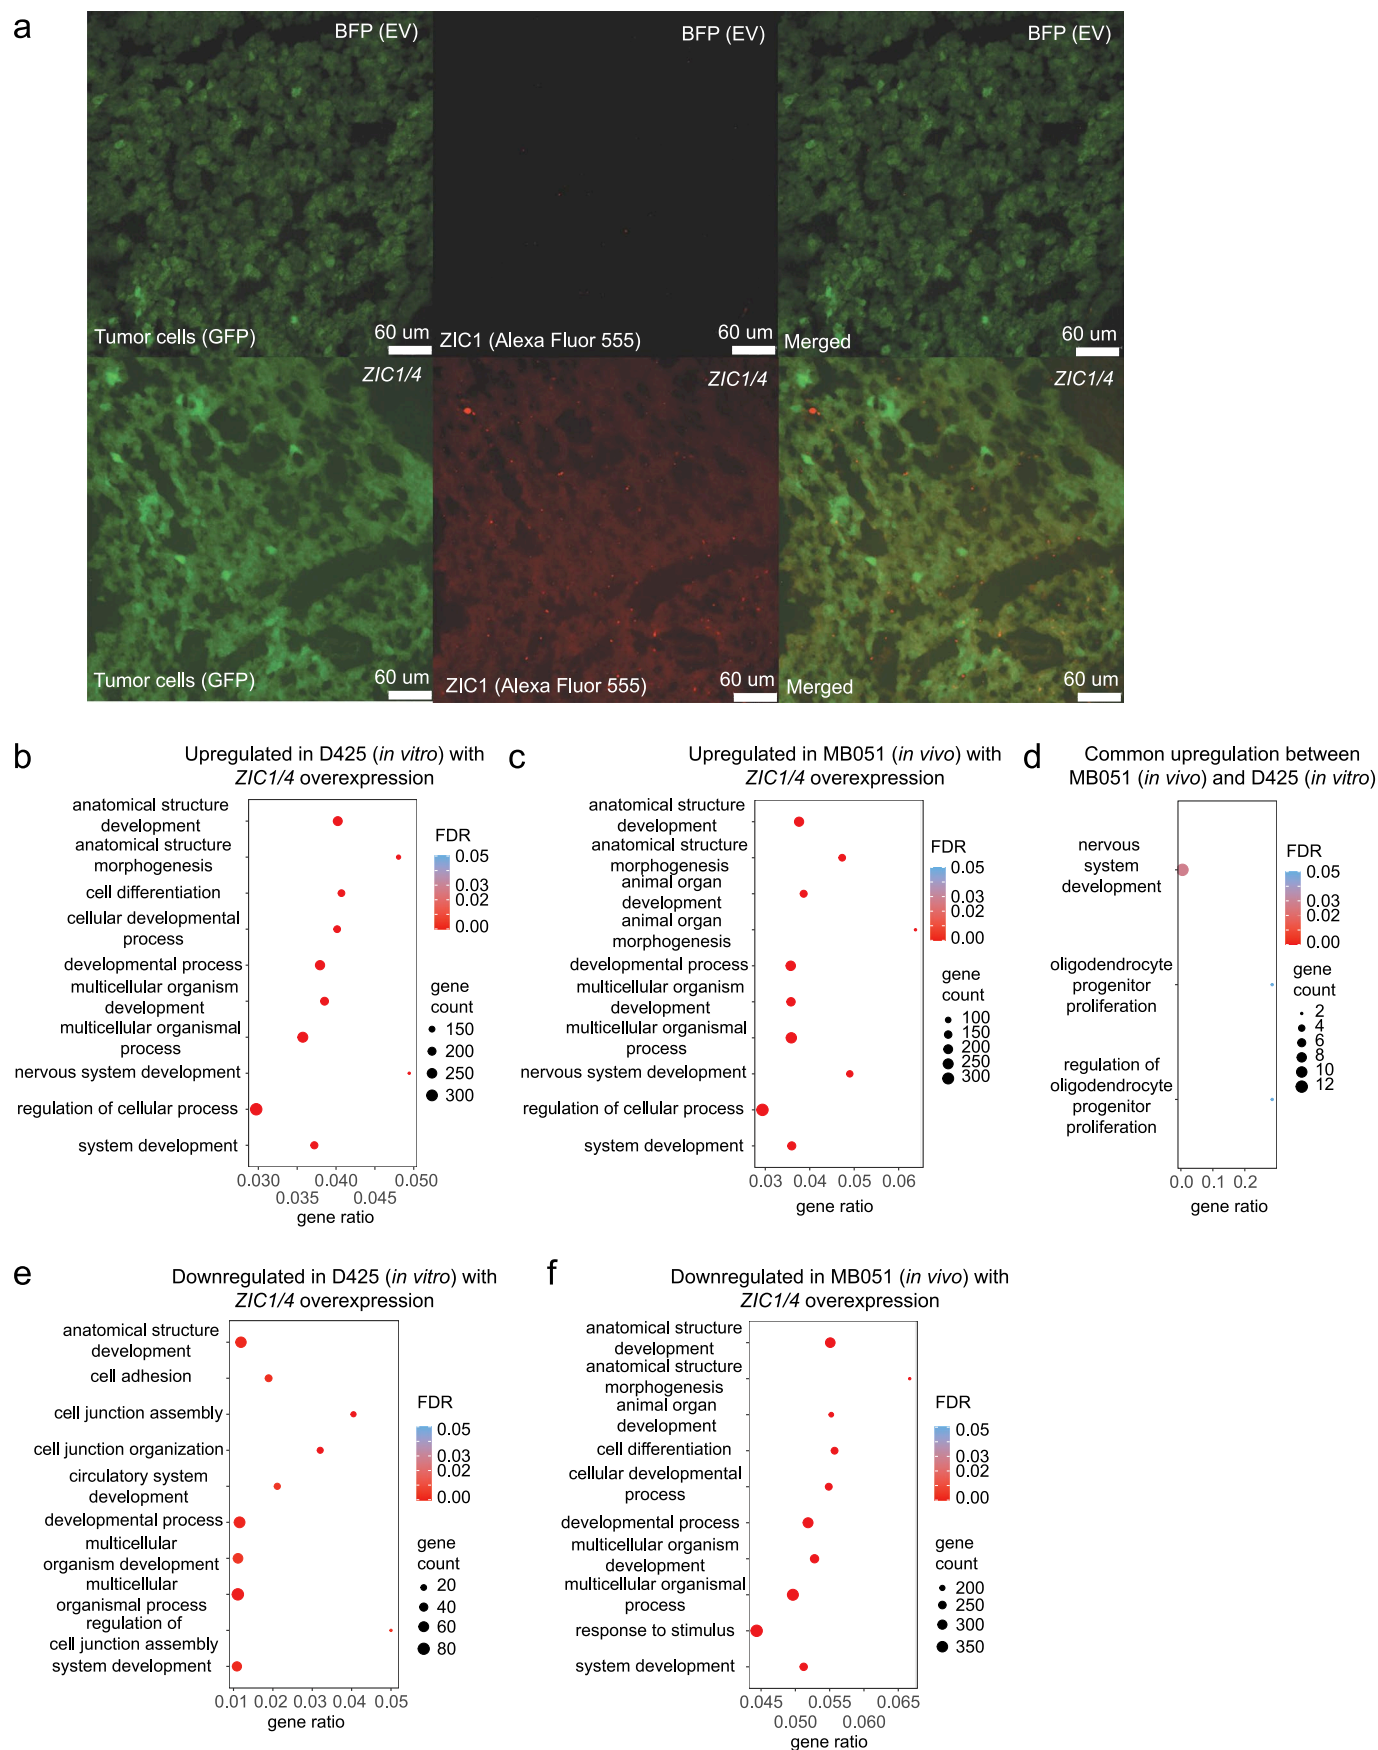 a
BFP (EV)
BFP (EV)
BFP (EV)
Tumor cells (GFP)
60 um
ZIC1 (Alexa Fluor 555)
60 um
Merged
60 um
ZIC1/4
ZIC1/4
ZIC1/4
Tumor cells (GFP)
60 um
ZIC1 (Alexa Fluor 555)
60 um
Merged
60 um
b
Upregulated in D425 (in vitro) with
ZIC1/4 overexpression
anatomical structure
development
anatomical structure
morphogenesis
cell differentiation
cellular developmental
process
developmental process
multicellular organism
development
multicellular organismal
process
nervous system development
regulation of cellular process
system development
0.030
0.040
0.050
0.035
0.045
gene ratio
FDR
0.05
0.03
0.02
0.00
gene
count
150
200
250
300
c
Upregulated in MB051 (in vivo) with
ZIC1/4 overexpression
anatomical structure
development
anatomical structure
morphogenesis
animal organ
development
animal organ
morphogenesis
developmental process
multicellular organism
development
multicellular organismal
process
nervous system development
regulation of cellular process
system development
0.03 0.04 0.05 0.06
gene ratio
FDR
0.05
0.03
0.02
0.00
gene
count
100
150
200
250
300
d
Common upregulation between
MB051 (in vivo) and D425 (in vitro)
nervous
system
development
oligodendrocyte
progenitor
proliferation
regulation of
oligodendrocyte
progenitor
proliferation
0.0 0.1 0.2
gene ratio
FDR
0.05
0.03
0.02
0.00
gene
count
2
4
6
8
10
12
e
Downregulated in D425 (in vitro) with
ZIC1/4 overexpression
anatomical structure
development
cell adhesion
cell junction assembly
cell junction organization
circulatory system
development
developmental process
multicellular
organism development
multicellular
organismal process
regulation of
cell junction assembly
system development
0.01 0.02 0.03 0.04 0.05
gene ratio
FDR
0.05
0.03
0.02
0.00
gene
count
20
40
60
80
f
Downregulated in MB051 (in vivo) with
ZIC1/4 overexpression
anatomical structure
development
anatomical structure
morphogenesis
animal organ
development
cell differentiation
cellular developmental
process
developmental process
multicellular organism
development
multicellular organismal
process
response to stimulus
system development
0.045
0.055
0.065
0.050
0.060
gene ratio
FDR
0.05
0.03
0.02
0.00
gene
count
200
250
300
350